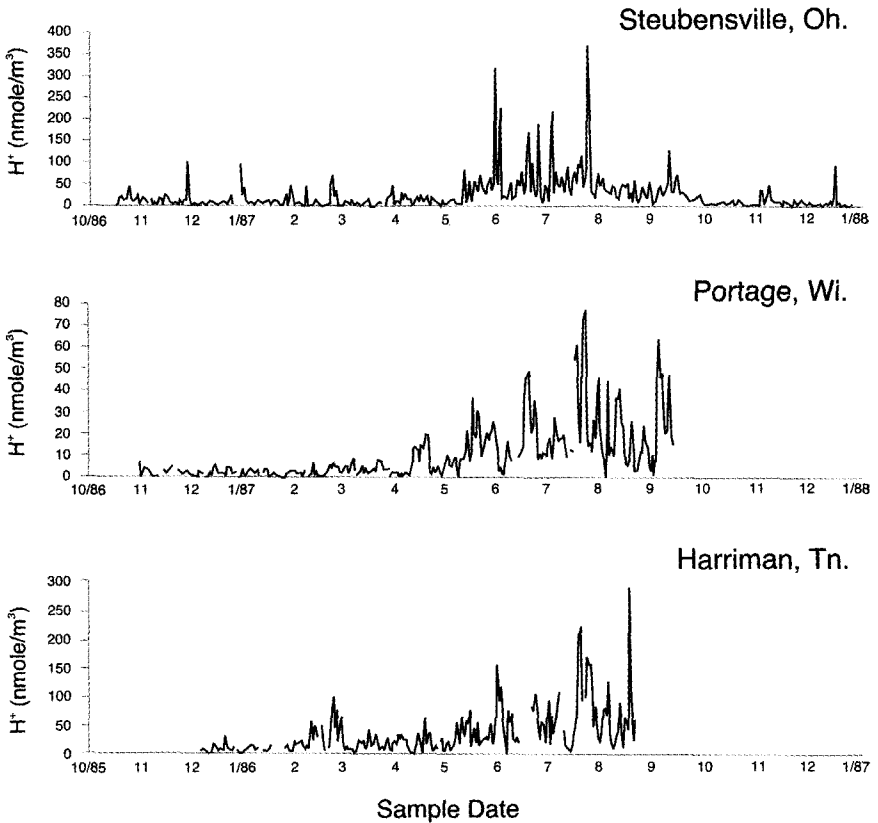 Steubensville, Oh.
H⁺ (nmole/m³)
400
350
300
250
200
150
100
50
0
10/86 11 12 1/87 2 3 4 5 6 7 8 9 10 11 12 1/88
Portage, Wi.
H⁺ (nmole/m³)
80
70
60
50
40
30
20
10
0
10/86 11 12 1/87 2 3 4 5 6 7 8 9 10 11 12 1/88
Harriman, Tn.
H⁺ (nmole/m³)
300
250
200
150
100
50
0
10/85 11 12 1/86 2 3 4 5 6 7 8 9 10 11 12 1/87
Sample Date